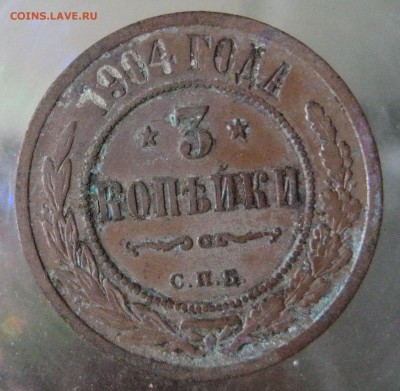 COINS.LAVE.RU
1904 ГОДА
3
КОПѢЙКИ
С.П.Б.